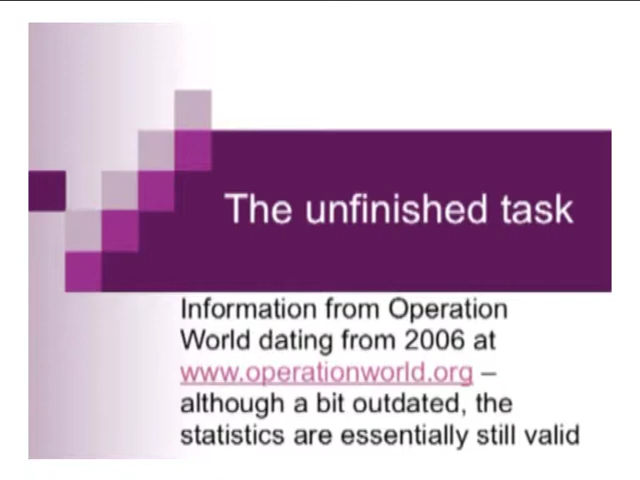 The unfinished task
Information from Operation
World dating from 2006 at
www.operationworld.org –
although a bit outdated, the
statistics are essentially still valid